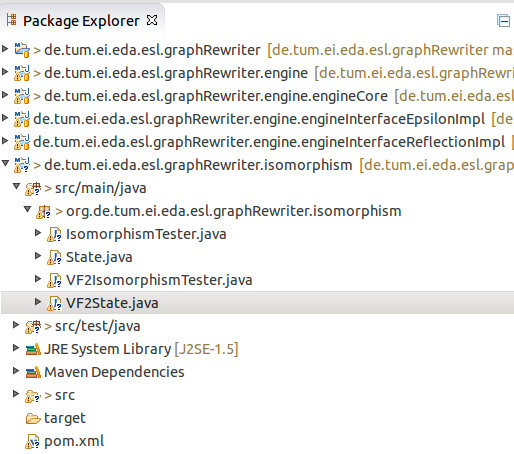 Package Explorer
> de.tum.ei.eda.esl.graphRewriter [de.tum.ei.eda.esl.graphRewriter mas
> de.tum.ei.eda.esl.graphRewriter.engine [de.tum.ei.eda.esl.graphRewri
> de.tum.ei.eda.esl.graphRewriter.engine.engineCore [de.tum.ei.eda.esl
de.tum.ei.eda.esl.graphRewriter.engine.engineInterfaceEpsilonImpl [de
de.tum.ei.eda.esl.graphRewriter.engine.engineInterfaceReflectionImpl [
> de.tum.ei.eda.esl.graphRewriter.isomorphism [de.tum.ei.eda.esl.grap
> src/main/java
> org.de.tum.ei.eda.esl.graphRewriter.isomorphism
IsomorphismTester.java
State.java
VF2IsomorphismTester.java
VF2State.java
> src/test/java
JRE System Library [J2SE-1.5]
Maven Dependencies
> src
target
pom.xml